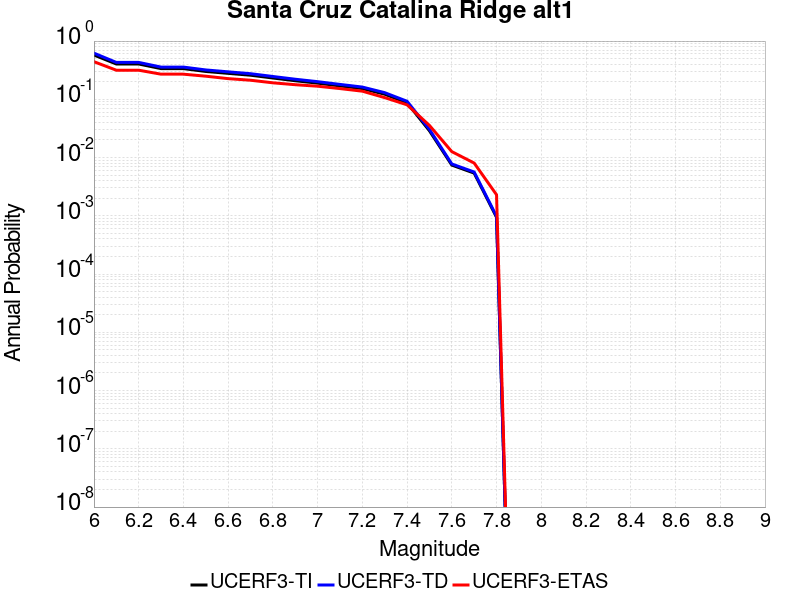 Santa Cruz Catalina Ridge alt1
10^0
10^-1
10^-2
10^-3
10^-4
10^-5
10^-6
10^-7
10^-8
Annual Probability
6 6.2 6.4 6.6 6.8 7 7.2 7.4 7.6 7.8 8 8.2 8.4 8.6 8.8 9
Magnitude
UCERF3-TI UCERF3-TD UCERF3-ETAS